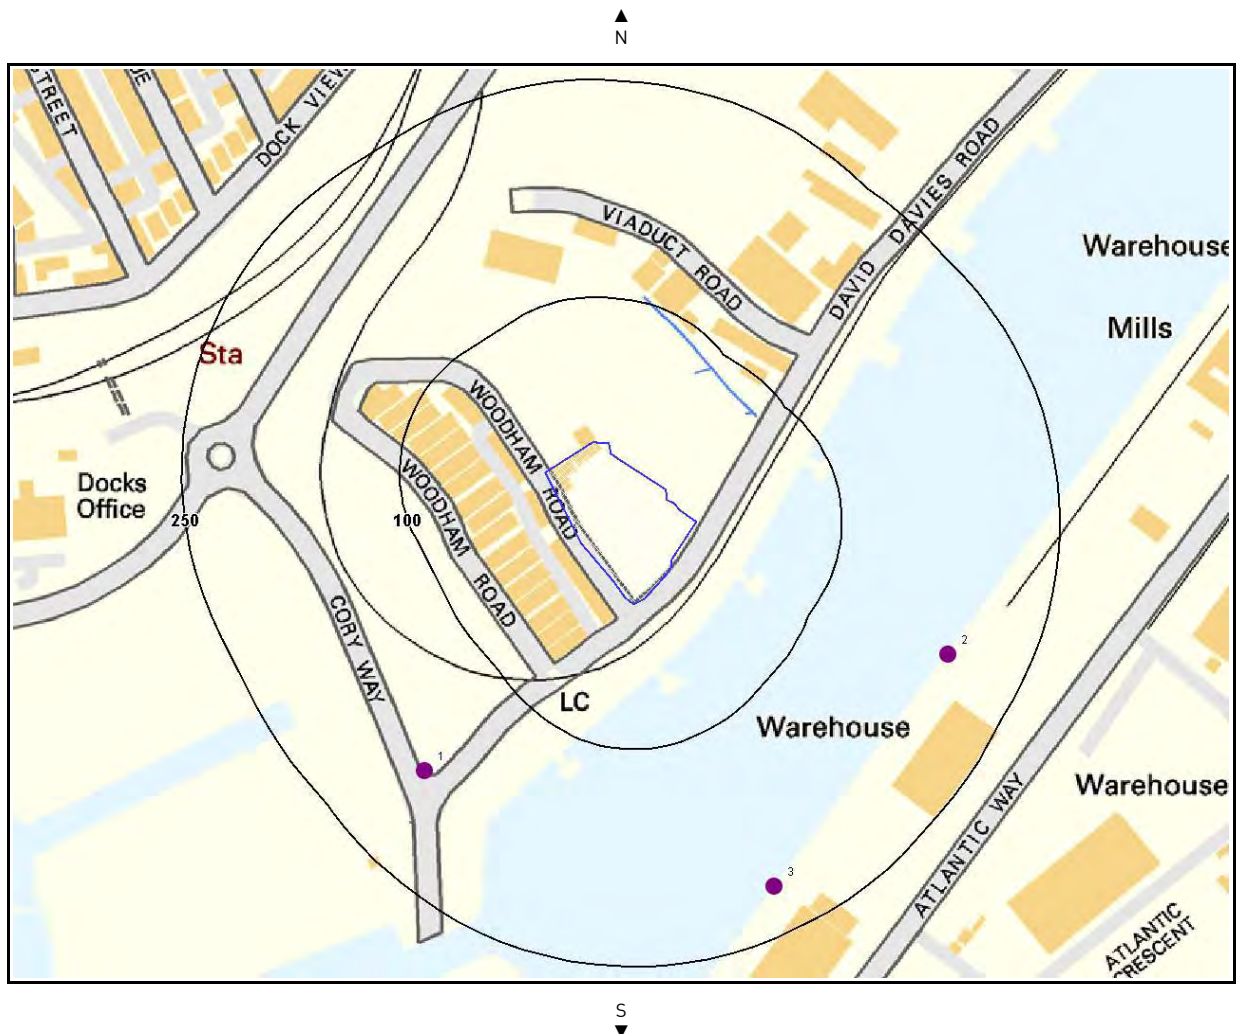 N
STREET
DOCK VIEW
DAVID DAVIES ROAD
VIADUCT ROAD
Warehouse
Mills
Sta
WOODHAM ROAD
WOODHAM ROAD
Docks
Office
250
100
CORY WAY
LC
Warehouse
1
2
3
Warehouse
ATLANTIC WAY
ATLANTIC
CRESCENT
S